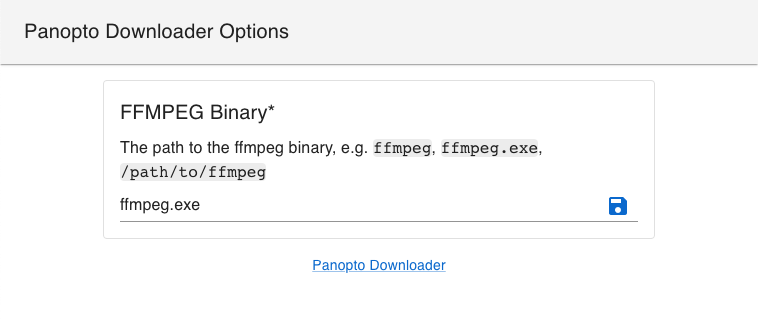 Panopto Downloader Options
FFMPEG Binary*
The path to the ffmpeg binary, e.g. ffmpeg, ffmpeg.exe,
/path/to/ffmpeg
ffmpeg.exe
Panopto Downloader